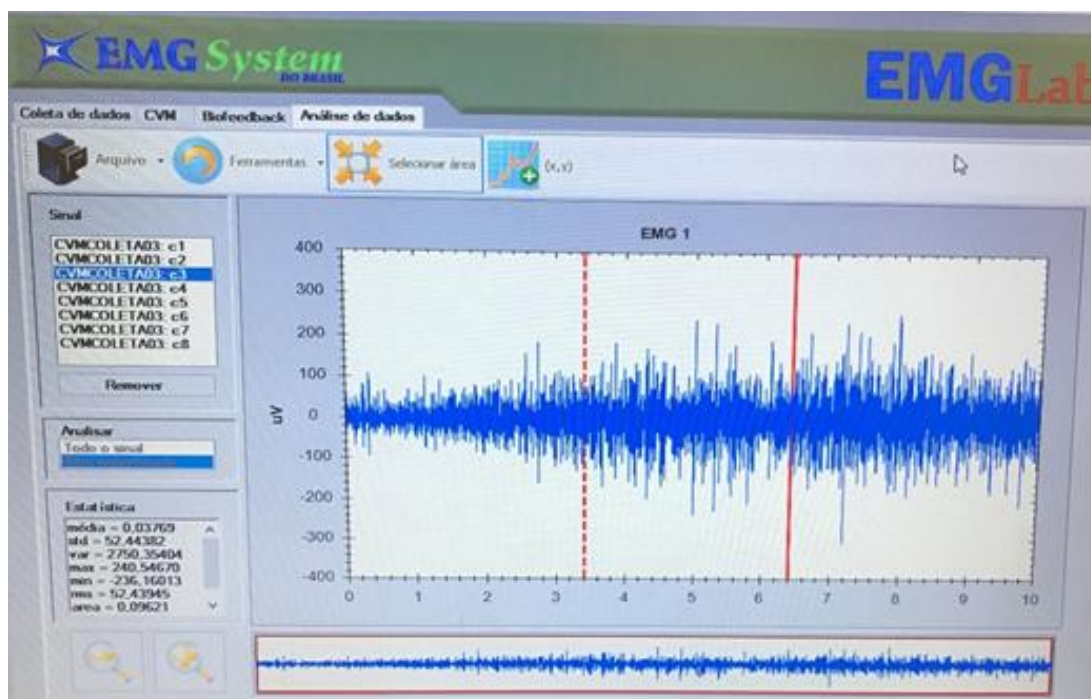 EMG System
DO BRASIL
EMGLab
Coleta de dados CVM Biofeedback Análise de dados
Arquivo Ferramentas Selecionar área (x,y)
Sinal
CVMCOLETA03: c1
CVMCOLETA03: c2
CVMCOLETA03: c3
CVMCOLETA03: c4
CVMCOLETA03: c5
CVMCOLETA03: c6
CVMCOLETA03: c7
CVMCOLETA03: c8
Remover
Analisar
Todo o sinal
Estatística
média = 0,03769
std = 52,44382
var = 2750,35404
max = 240,54670
min = -236,16013
rms = 52,43945
area = 0,09621
EMG 1
uV
400
300
200
100
0
-100
-200
-300
-400
0 1 2 3 4 5 6 7 8 9 10